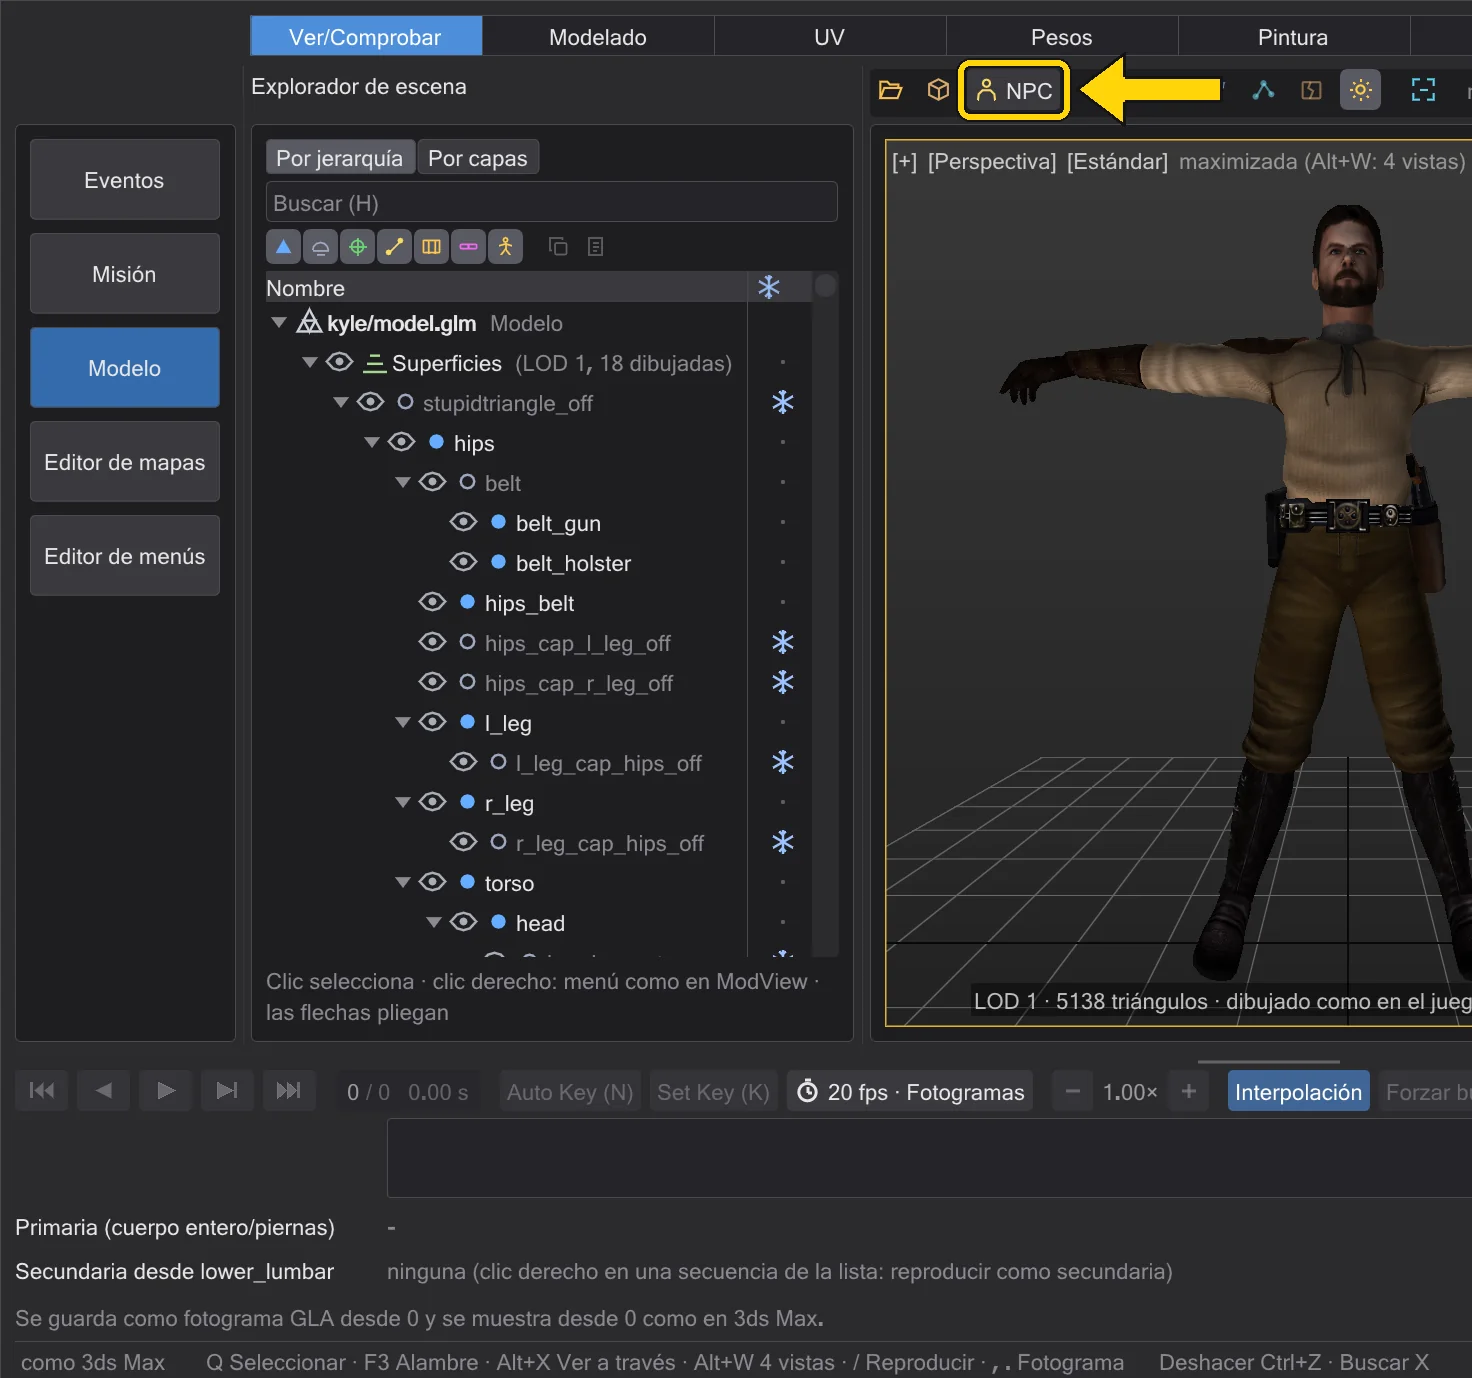 Ver/Comprobar
Modelado
UV
Pesos
Pintura
Explorador de escena
NPC
Eventos
Misión
Modelo
Editor de mapas
Editor de menús
Por jerarquía
Por capas
Buscar (H)
Nombre
kyle/model.glm Modelo
Superficies (LOD 1, 18 dibujadas)
stupidtriangle_off
hips
belt
belt_gun
belt_holster
hips_belt
hips_cap_l_leg_off
hips_cap_r_leg_off
l_leg
l_leg_cap_hips_off
r_leg
r_leg_cap_hips_off
torso
head
Clic selecciona · clic derecho: menú como en ModView ·
las flechas pliegan
[+] [Perspectiva] [Estándar] maximizada (Alt+W: 4 vistas)
LOD 1 · 5138 triángulos · dibujado como en el jueg
0 / 0 0.00 s
Auto Key (N)
Set Key (K)
20 fps · Fotogramas
− 1.00× +
Interpolación
Forzar
Primaria (cuerpo entero/piernas) -
Secundaria desde lower_lumbar ninguna (clic derecho en una secuencia de la lista: reproducir como secundaria)
Se guarda como fotograma GLA desde 0 y se muestra desde 0 como en 3ds Max.
como 3ds Max Q Seleccionar · F3 Alambre · Alt+X Ver a través · Alt+W 4 vistas · / Reproducir · , . Fotograma Deshacer Ctrl+Z · Buscar X